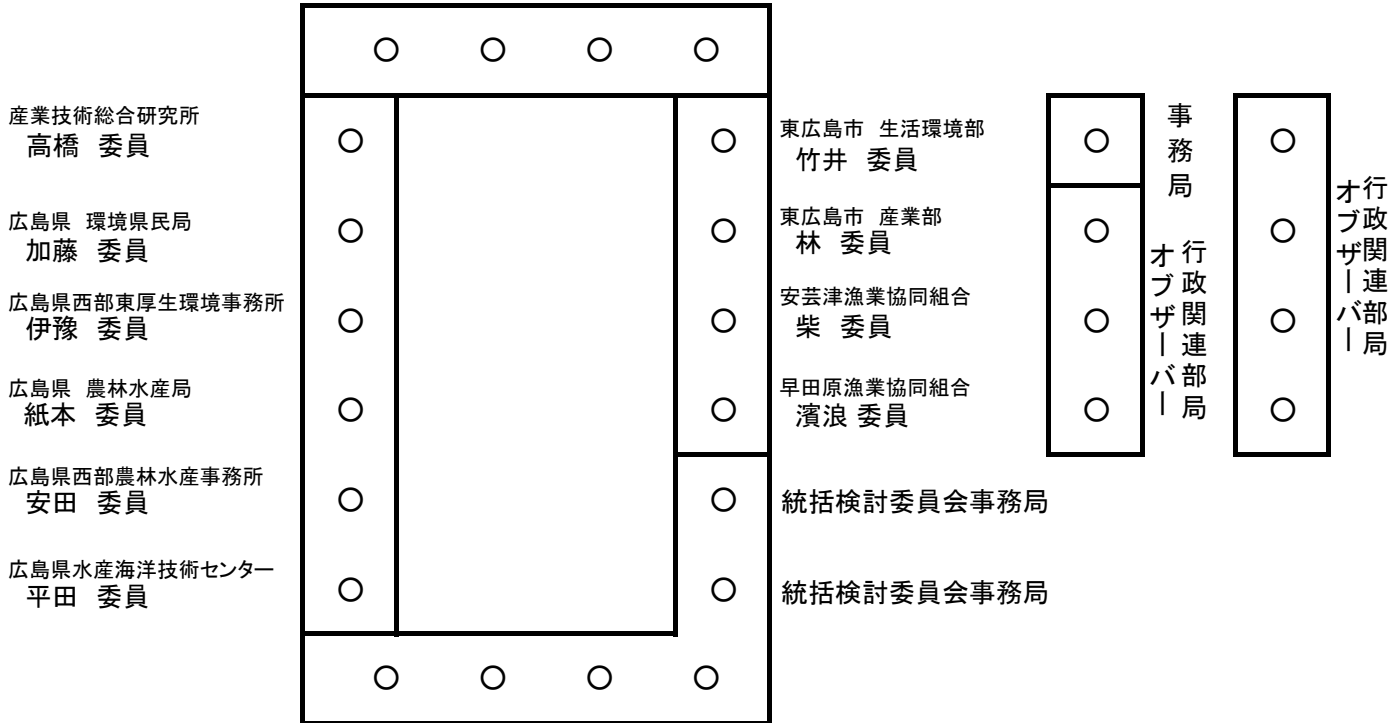 産業技術総合研究所
高橋 委員
広島県 環境県民局
加藤 委員
広島県西部東厚生環境事務所
伊豫 委員
広島県 農林水産局
紙本 委員
広島県西部農林水産事務所
安田 委員
広島県水産海洋技術センター
平田 委員
東広島市 生活環境部
竹井 委員
東広島市 産業部
林 委員
安芸津漁業協同組合
柴 委員
早田原漁業協同組合
濱浪 委員
統括検討委員会事務局
統括検討委員会事務局
事務局
行政関連部局
オブザーバー
行政関連部局
オブザーバー